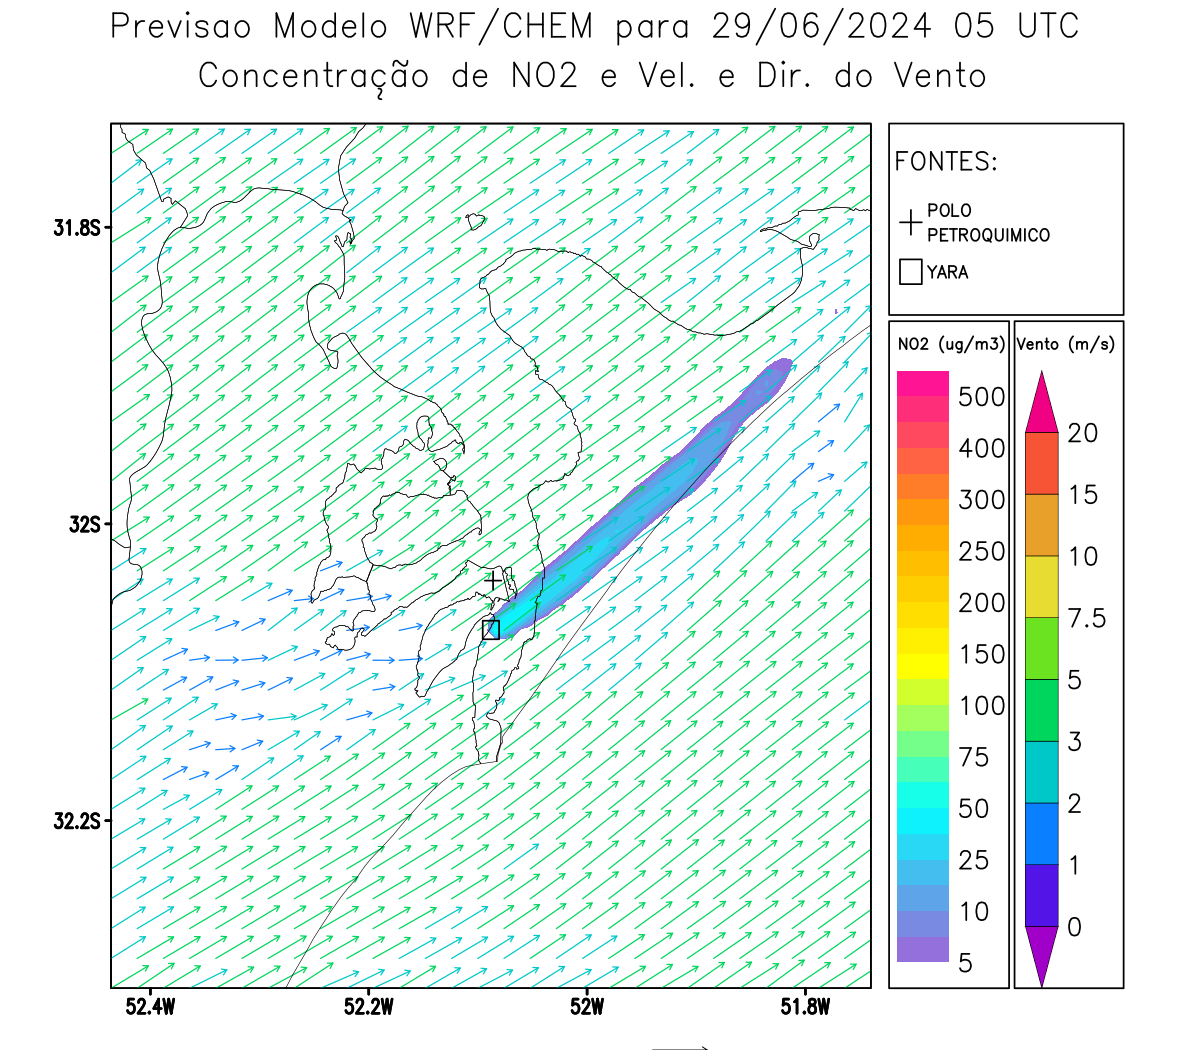 Previsao Modelo WRF/CHEM para 29/06/2024 05 UTC
Concentração de NO2 e Vel. e Dir. do Vento
FONTES:
POLO
PETROQUIMICO
YARA
31.8S
32S
32.2S
52.4W
52.2W
52W
51.8W
NO2 (ug/m3)
500
400
300
250
200
150
100
75
50
25
10
5
Vento (m/s)
20
15
10
7.5
5
3
2
1
0